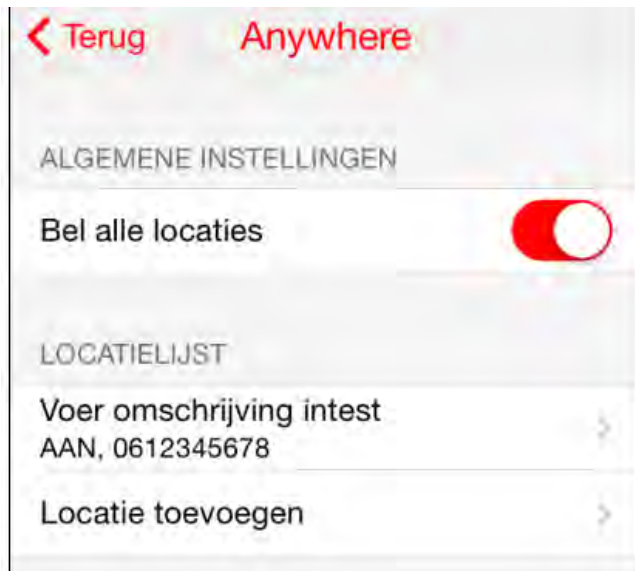 Terug Anywhere
ALGEMENE INSTELLINGEN
Bel alle locaties
LOCATIELIJST
Voer omschrijving intest
AAN, 0612345678
Locatie toevoegen